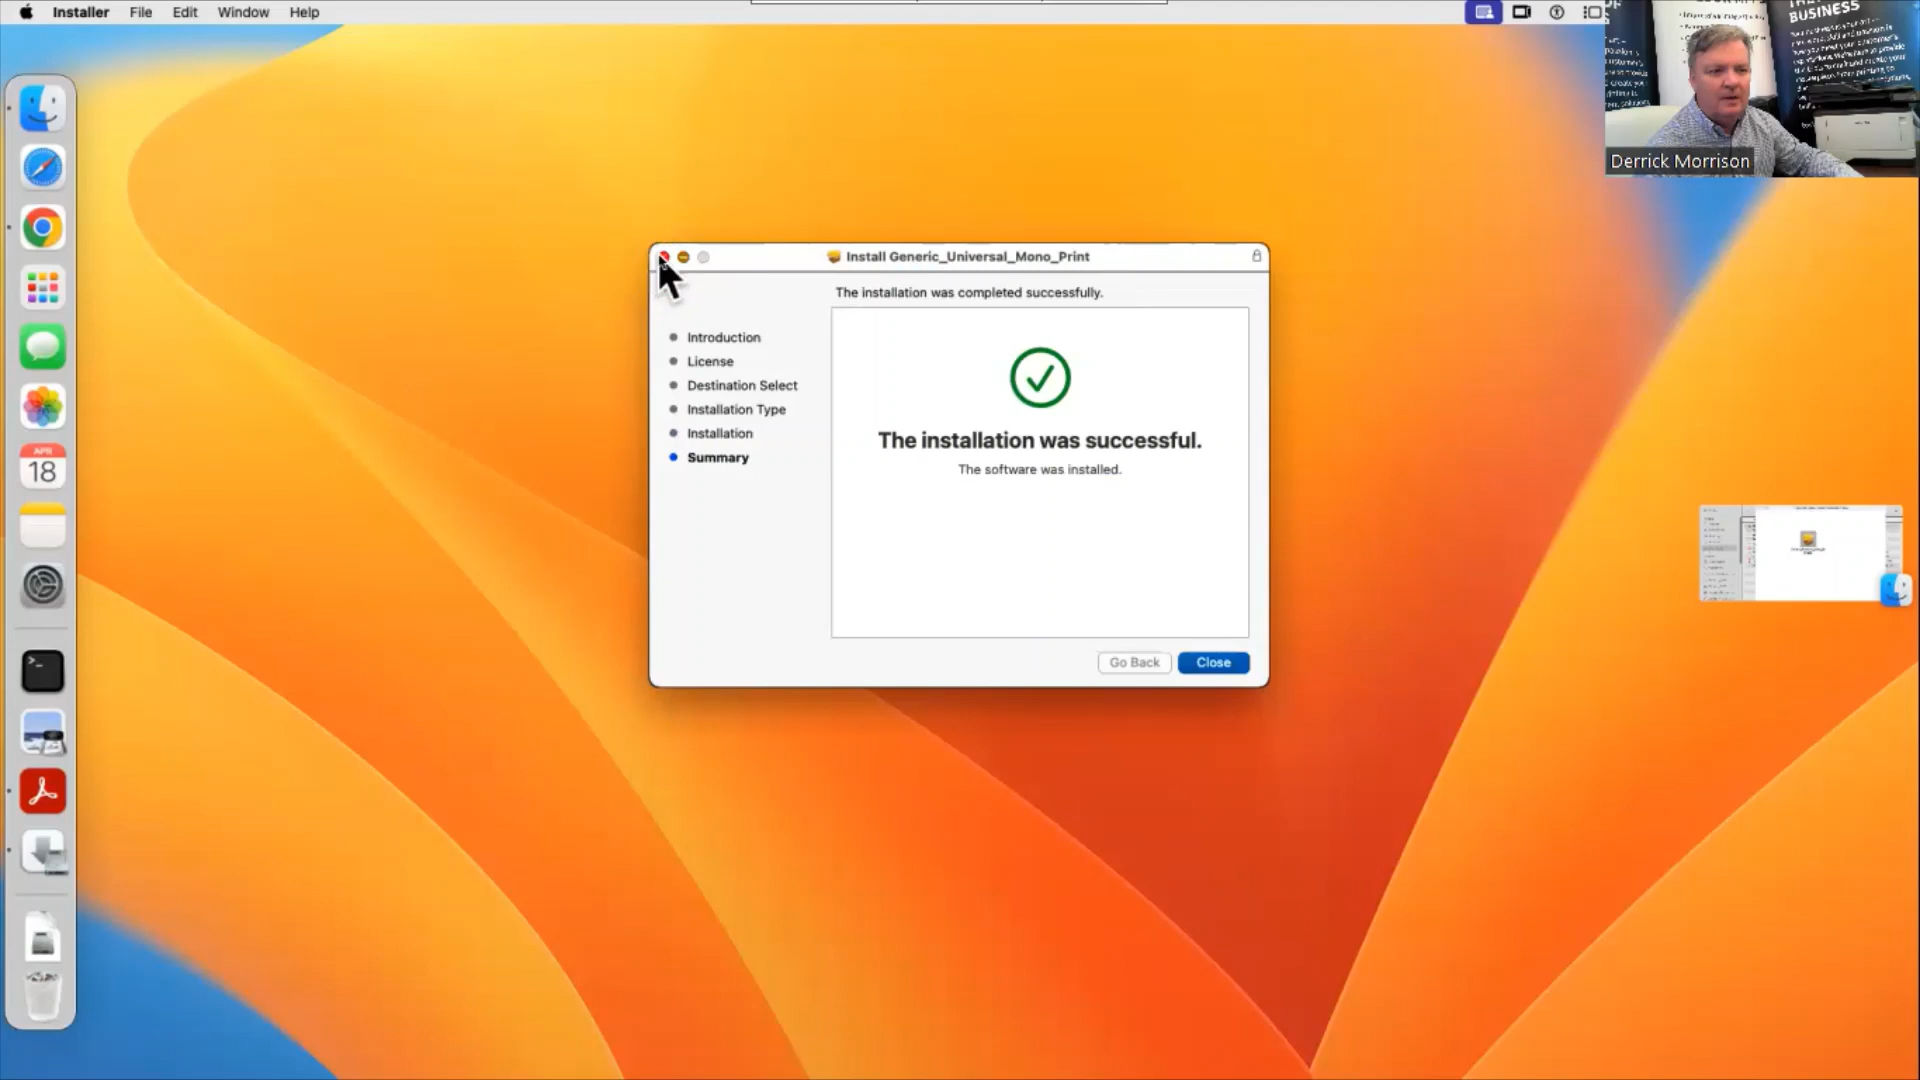 Installer File Edit Window Help
BUSINESS
Derrick Morrison
APR
18
Install Generic_Universal_Mono_Print
The installation was completed successfully.
Introduction
License
Destination Select
Installation Type
Installation
Summary
The installation was successful.
The software was installed.
Go Back Close